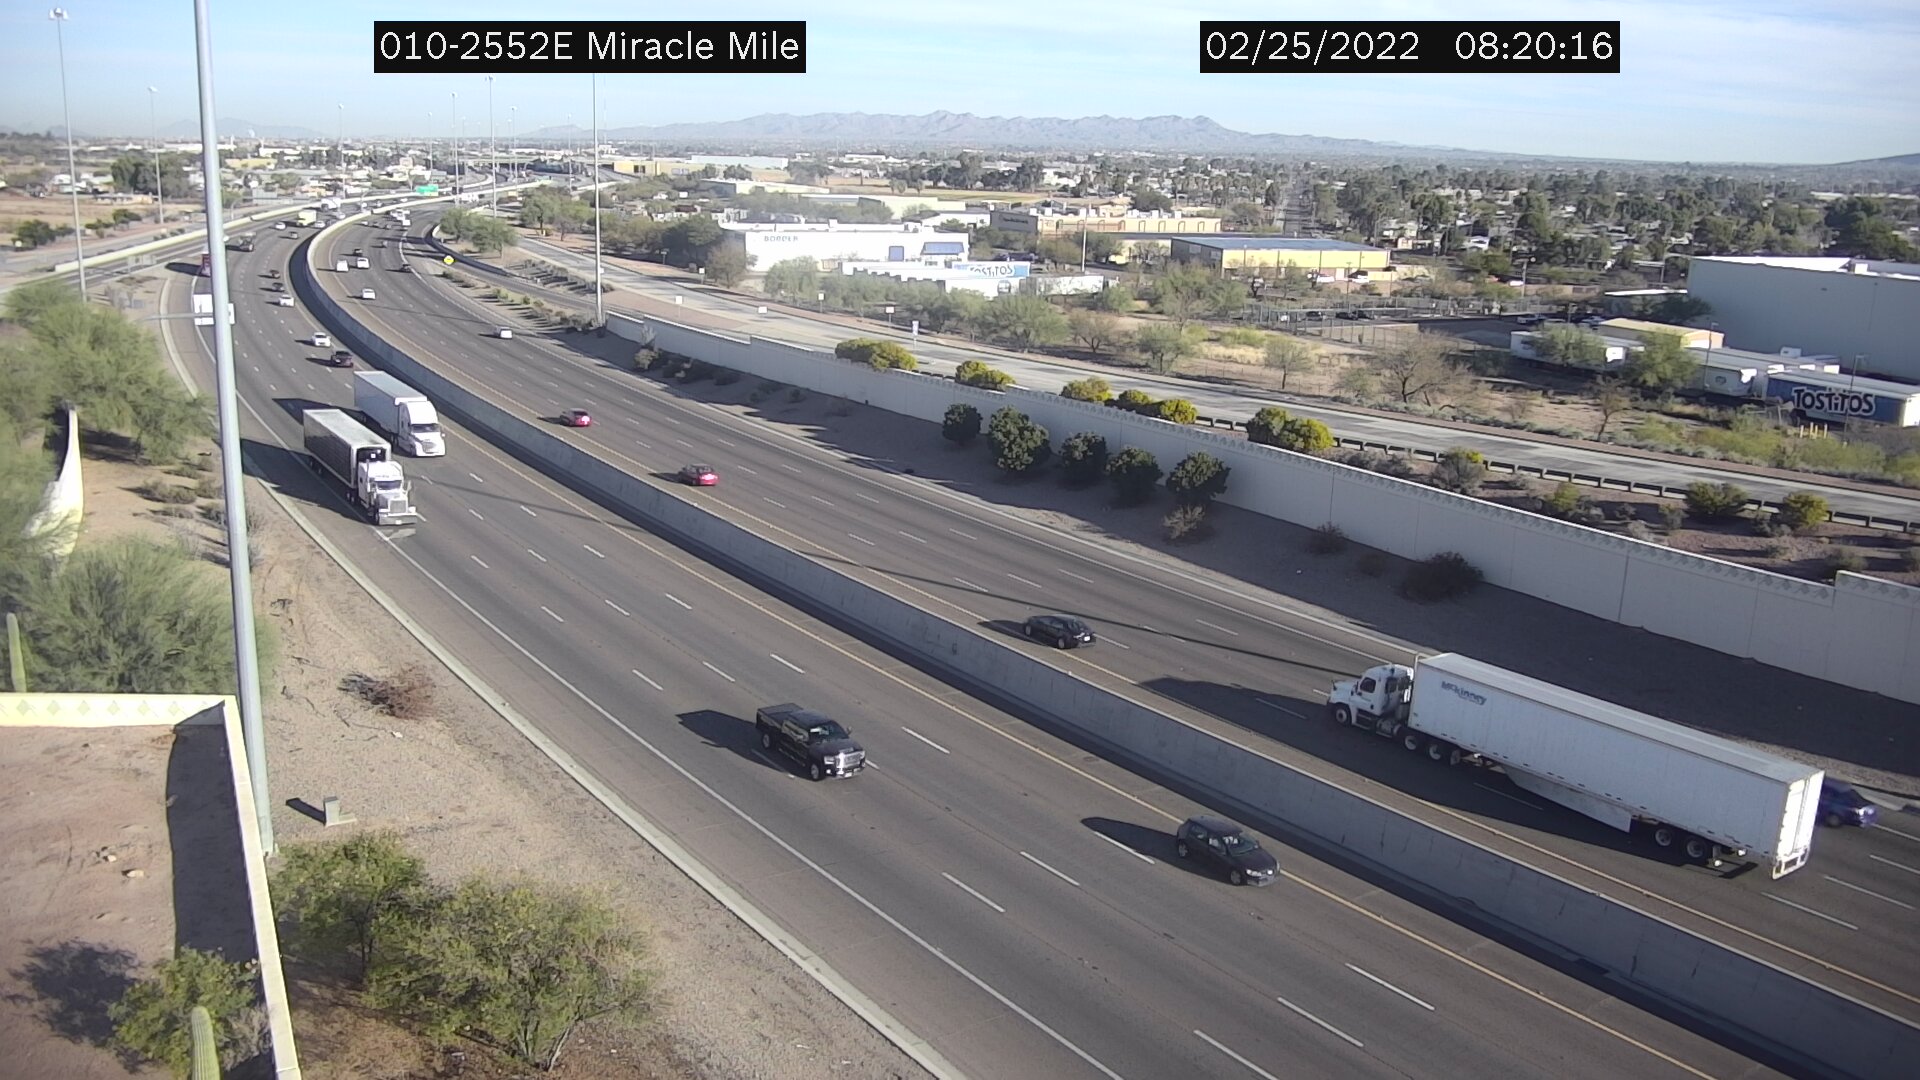 010-2552E Miracle Mile
02/25/2022 08:20:16
BORDER
TOSTITOS
TOSTITOS
McKinney